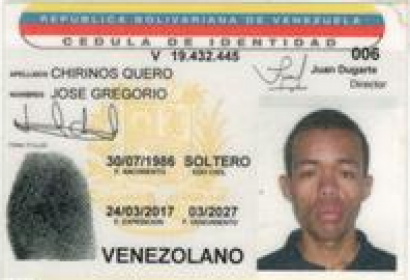 REPUBLICA BOLIVARIANA DE VENEZUELA
CEDULA DE IDENTIDAD
V 19.432.445
006
APELLIDOS CHIRINOS QUERO
Juan Dugarte
Director
NOMBRES JOSE GREGORIO
FIRMA TITULAR
30/07/1986 SOLTERO
F. NACIMIENTO EDO CIVIL
24/03/2017 03/2027
F. EXPEDICION F. VENCIMIENTO
VENEZOLANO